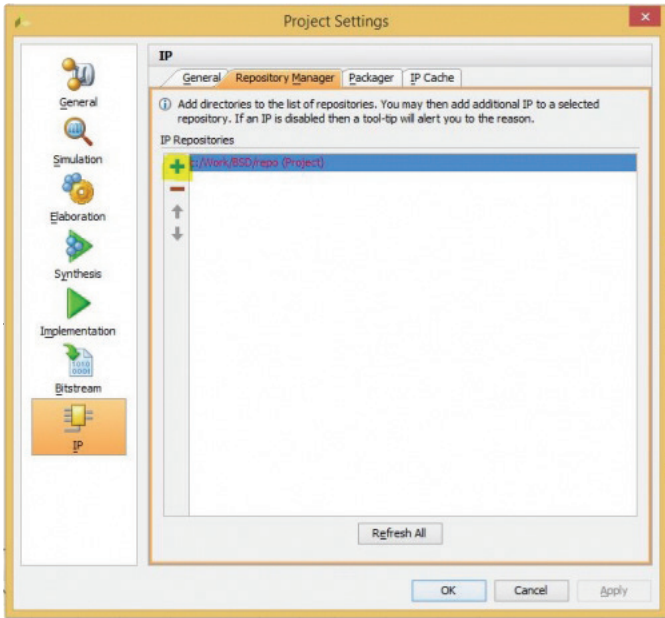 Project Settings
General
Simulation
Elaboration
Synthesis
Implementation
1010
Bitstream
IP
IP
General Repository Manager Packager IP Cache
Add directories to the list of repositories. You may then add additional IP to a selected
repository. If an IP is disabled then a tool-tip will alert you to the reason.
IP Repositories
:/Work/BSD/repo (Project)
Refresh All
OK Cancel Apply